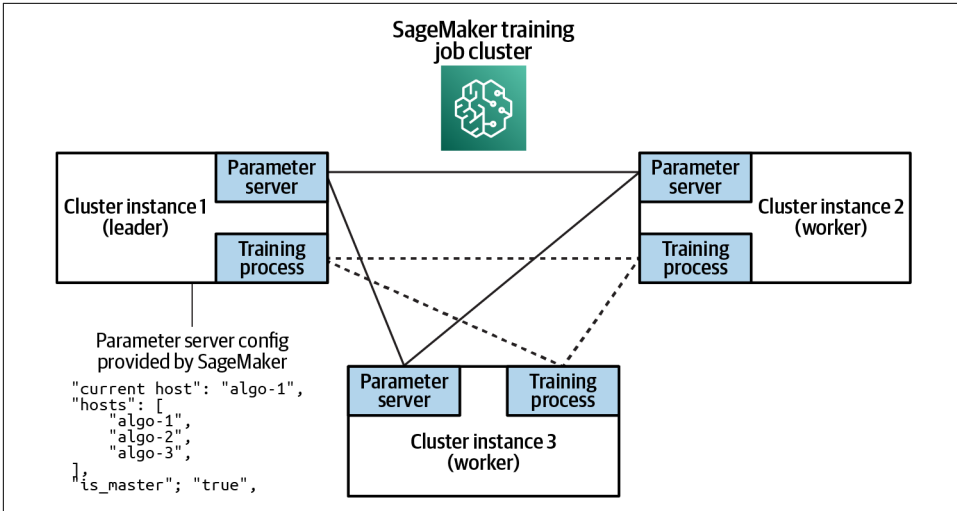 SageMaker training
job cluster
Parameter
server
Cluster instance 1
(leader)
Training
process
Parameter
server
Cluster instance 2
(worker)
Training
process
Parameter server config
provided by SageMaker
"current host": "algo-1",
"hosts": [
"algo-1",
"algo-2",
"algo-3",
],
"is_master"; "true",
Parameter
server
Training
process
Cluster instance 3
(worker)